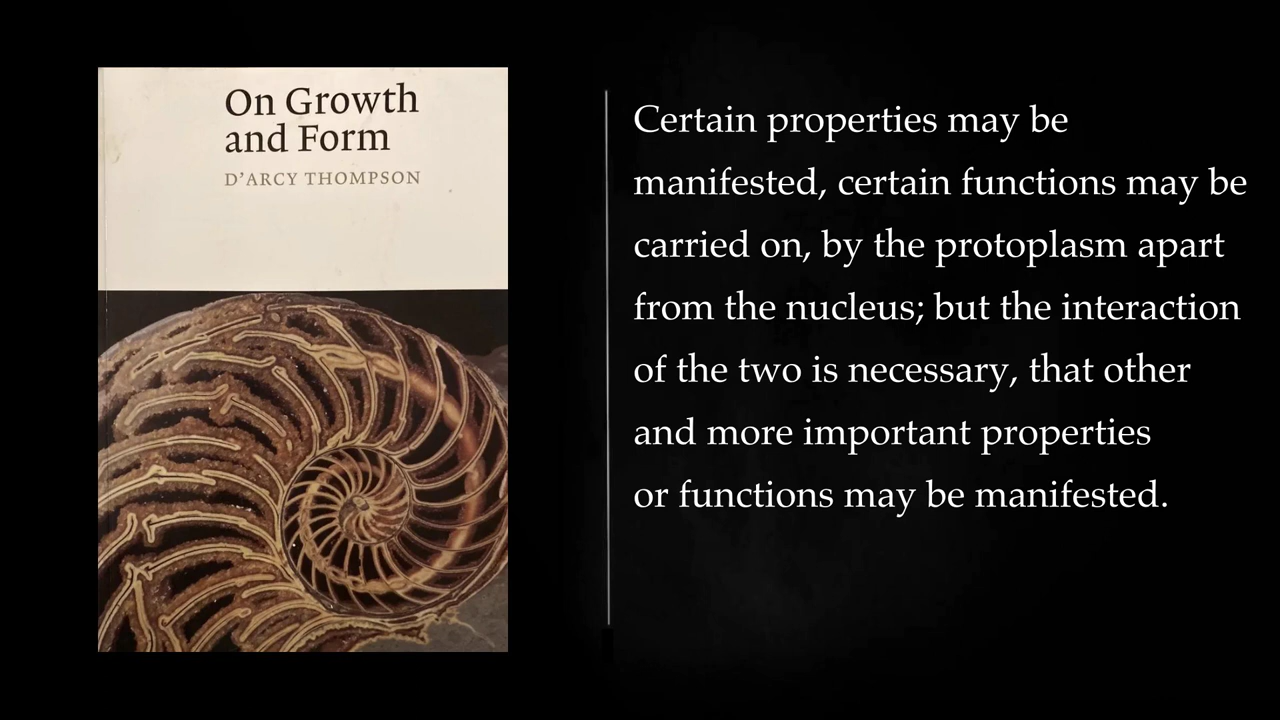 On Growth
and Form
D'ARCY THOMPSON
Certain properties may be
manifested, certain functions may be
carried on, by the protoplasm apart
from the nucleus; but the interaction
of the two is necessary, that other
and more important properties
or functions may be manifested.